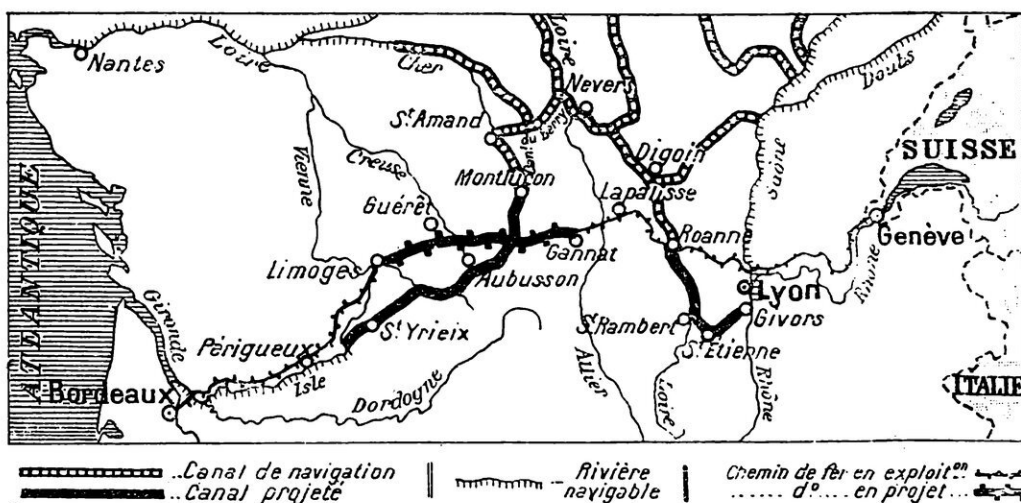 Nantes
Loire
Cher
Loire
Nevers
Doubs
St Amand
Canal du Berry
Digoin
Saône
SUISSE
Vienne
Creuse
Montluçon
Lapalisse
Guéret
ATLANTIQUE
Limoges
Aubusson
Gannat
Roanne
Genève
Rhône
Lyon
Gironde
St Yrieix
St Rambert
Givors
St Etienne
Périgueux
Isle
Allier
Bordeaux
Dordogne
Loire
Rhône
ITALIE
...Canal de navigation
...Canal projeté
Rivière
navigable
Chemin de fer en exploiton
...... do ... en projet...